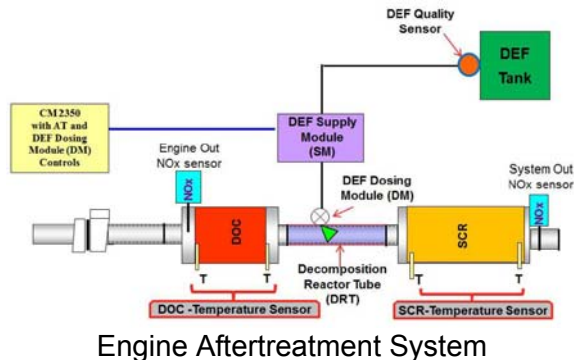 DEF Quality
Sensor
DEF
Tank
CM2350
with AT and
DEF Dosing
Module (DM)
Controls
DEF Supply
Module
(SM)
Engine Out
NOx sensor
NOx
System Out
NOx sensor
NOx
DEF Dosing
Module (DM)
DOC
SCR
T
T
Decomposition
Reactor Tube
(DRT)
T
T
DOC -Temperature Sensor
SCR-Temperature Sensor
Engine Aftertreatment System